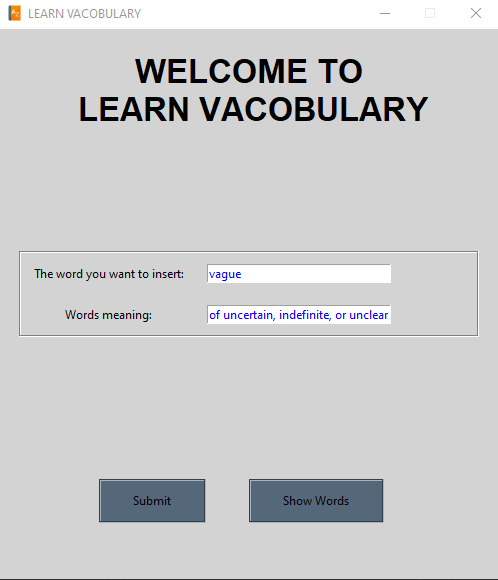 LEARN VACOBULARY
WELCOME TO
LEARN VACOBULARY
The word you want to insert: vague
Words meaning: of uncertain, indefinite, or unclear
Submit Show Words